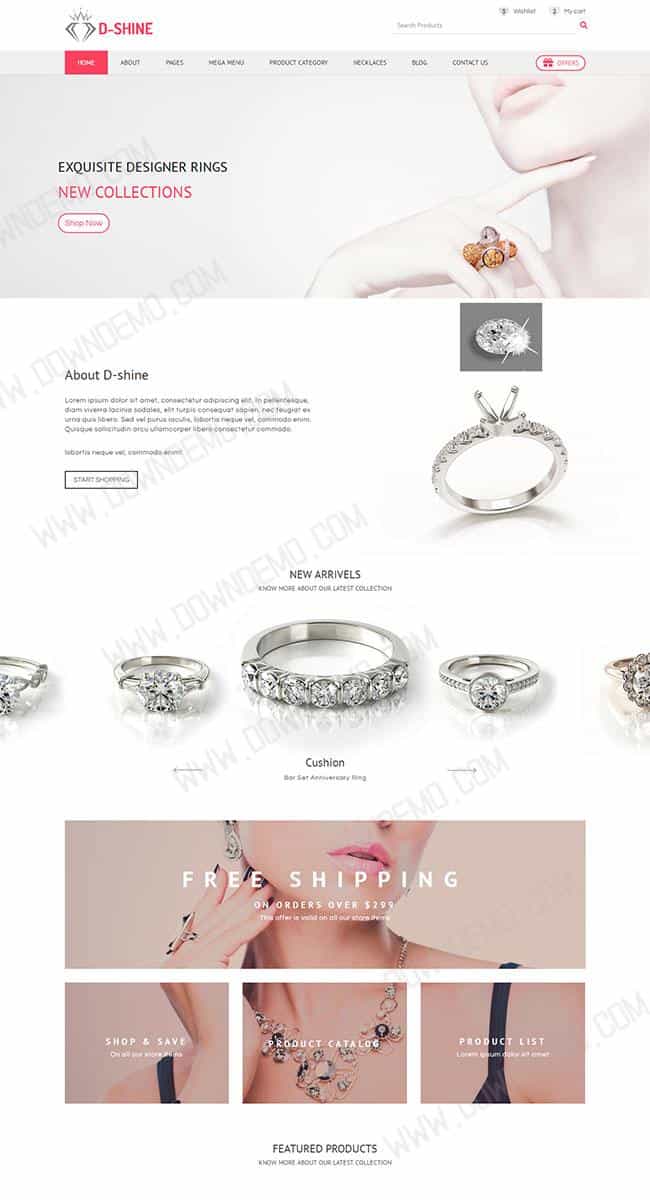 D-SHINE
Wishlist
My cart
Search Products
HOME
ABOUT
PAGES
MEGA MENU
PRODUCT CATEGORY
NECKLACES
BLOG
CONTACT US
OFFERS
EXQUISITE DESIGNER RINGS
NEW COLLECTIONS
Shop Now
About D-shine
Lorem ipsum dolor sit amet, consectetur adipiscing elit. In pellentesque,
diam viverra lacinia sodales, elit turpis consequat sapien, nec feugiat ex
urna quis libero. Sed vel purus iaculis, lobortis neque vel, commodo enim.
Quisque sollicitudin arcu ullamcorper libero consectetur commodo.
lobortis neque vel, commodo enim.
START SHOPPING
NEW ARRIVELS
KNOW MORE ABOUT OUR LATEST COLLECTION
Cushion
Bar Set Anniversary Ring
FREE SHIPPING
ON ORDERS OVER $299
This offer is valid on all our store items
SHOP & SAVE
On all our store items
PRODUCT CATALOG
PRODUCT LIST
Lorem ipsum dolor sit amet
FEATURED PRODUCTS
KNOW MORE ABOUT OUR LATEST COLLECTION
WWW.DOWNDEMO.COM